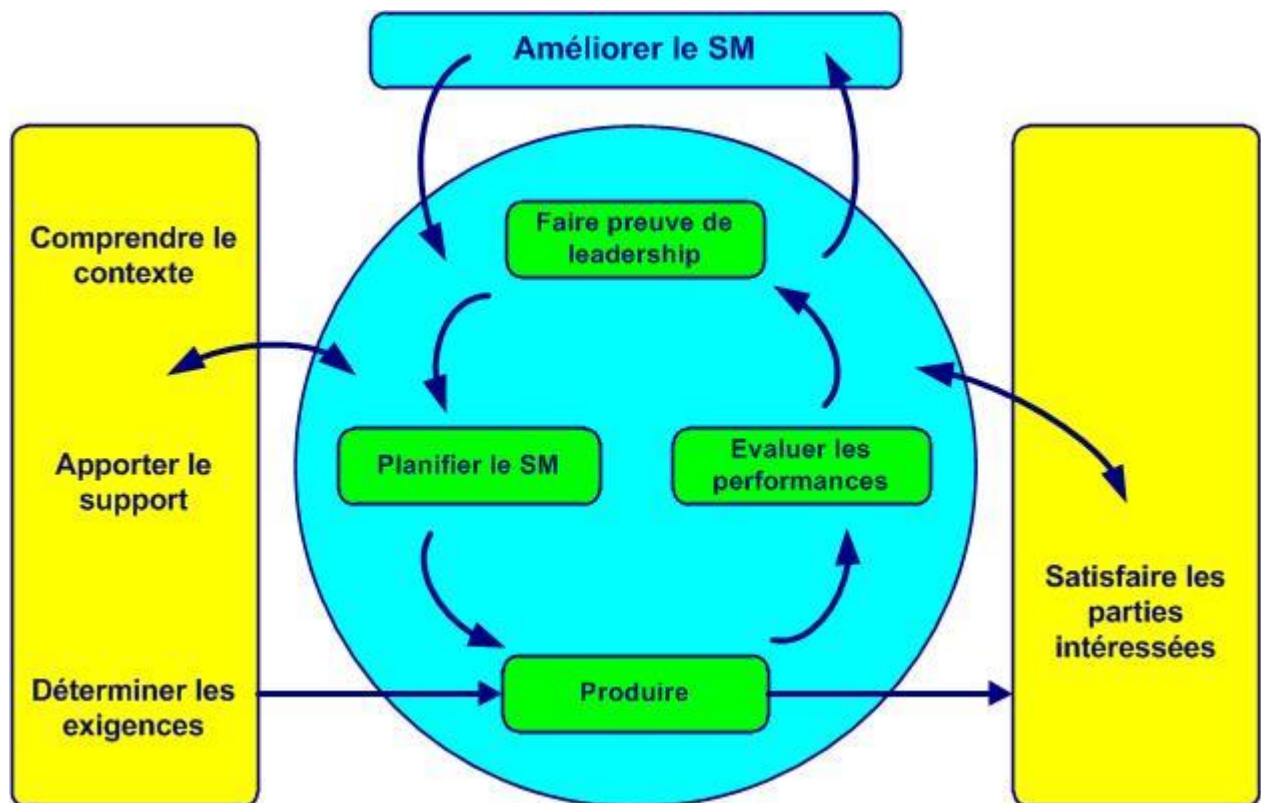 Améliorer le SM
Comprendre le
contexte
Apporter le
support
Déterminer les
exigences
Faire preuve de
leadership
Planifier le SM
Evaluer les
performances
Produire
Satisfaire les
parties
intéressées